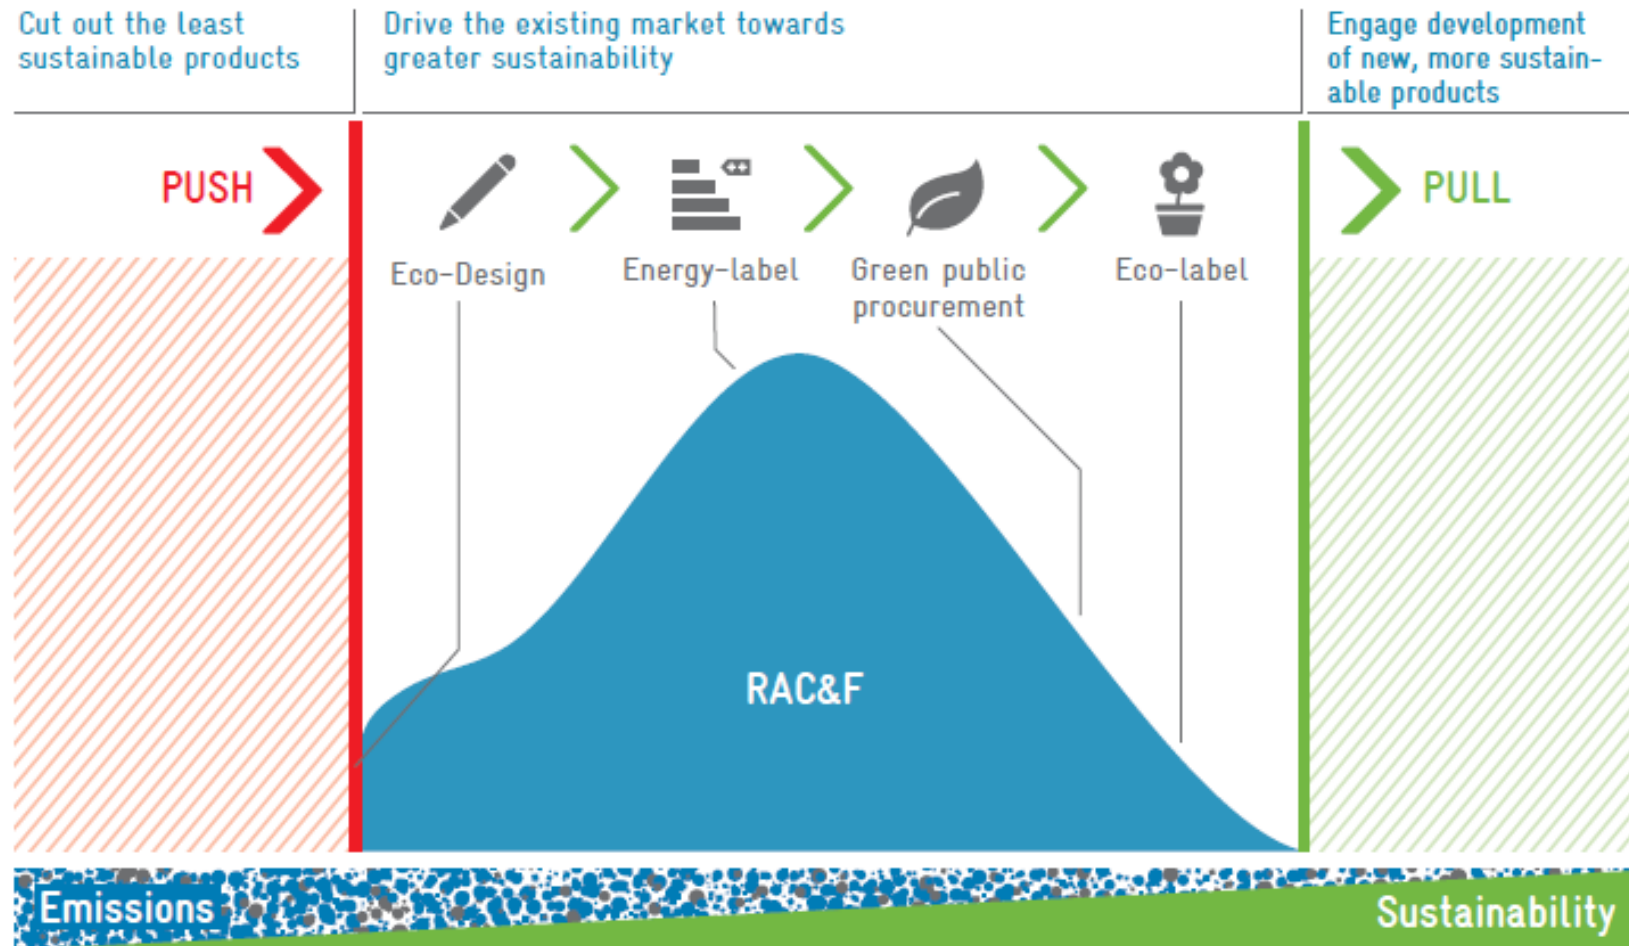 Cut out the least
sustainable products
Drive the existing market towards
greater sustainability
Engage development
of new, more sustain-
able products
PUSH
PULL
Eco-Design
Energy-label
Green public
procurement
Eco-label
RAC&F
Emissions
Sustainability